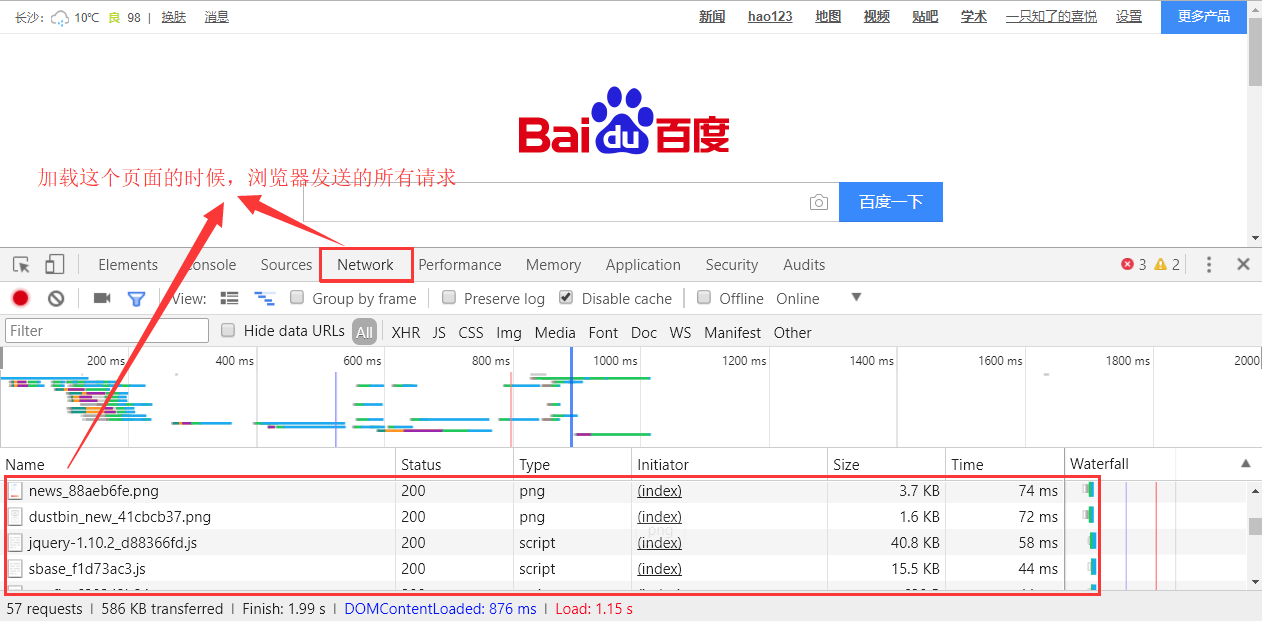 长沙: 10℃ 良 98 | 换肤 消息 新闻 hao123 地图 视频 贴吧 学术 一只知了的喜悦 设置 更多产品
Baidu百度
加载这个页面的时候，浏览器发送的所有请求
百度一下
Elements Console Sources Network Performance Memory Application Security Audits 3 2
View: Group by frame Preserve log Disable cache Offline Online
Filter Hide data URLs All XHR JS CSS Img Media Font Doc WS Manifest Other
200 ms 400 ms 600 ms 800 ms 1000 ms 1200 ms 1400 ms 1600 ms 1800 ms 2000
Name Status Type Initiator Size Time Waterfall
news_88aeb6fe.png 200 png (index) 3.7 KB 74 ms
dustbin_new_41cbcb37.png 200 png (index) 1.6 KB 72 ms
png
jquery-1.10.2_d88366fd.js 200 script (index) 40.8 KB 58 ms
sbase_f1d73ac3.js 200 script (index) 15.5 KB 44 ms
57 requests | 586 KB transferred | Finish: 1.99 s | DOMContentLoaded: 876 ms | Load: 1.15 s